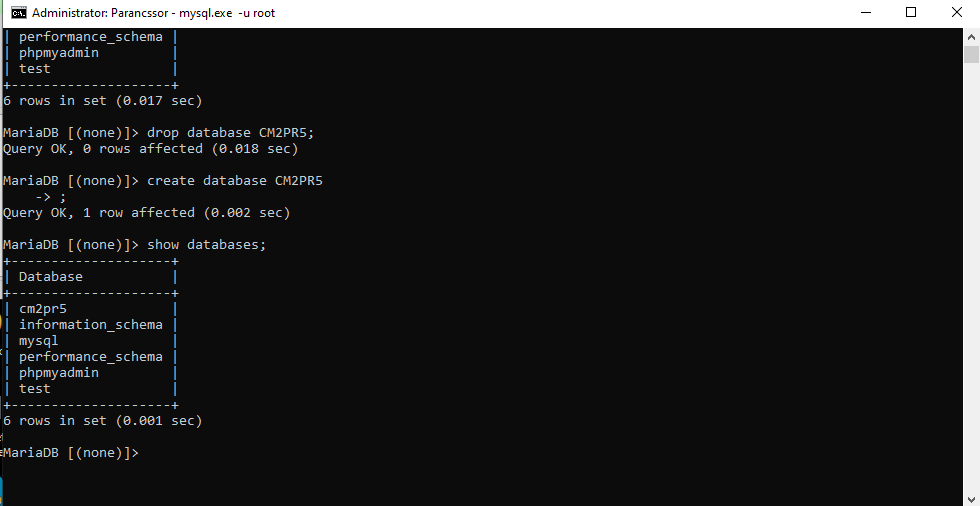 Administrator: Parancssor - mysql.exe  -u root
| performance_schema |
| phpmyadmin         |
| test               |
+--------------------+
6 rows in set (0.017 sec)
MariaDB [(none)]> drop database CM2PR5;
Query OK, 0 rows affected (0.018 sec)
MariaDB [(none)]> create database CM2PR5
    -> ;
Query OK, 1 row affected (0.002 sec)
MariaDB [(none)]> show databases;
+--------------------+
| Database           |
+--------------------+
| cm2pr5             |
| information_schema |
| mysql              |
| performance_schema |
| phpmyadmin         |
| test               |
+--------------------+
6 rows in set (0.001 sec)
MariaDB [(none)]>